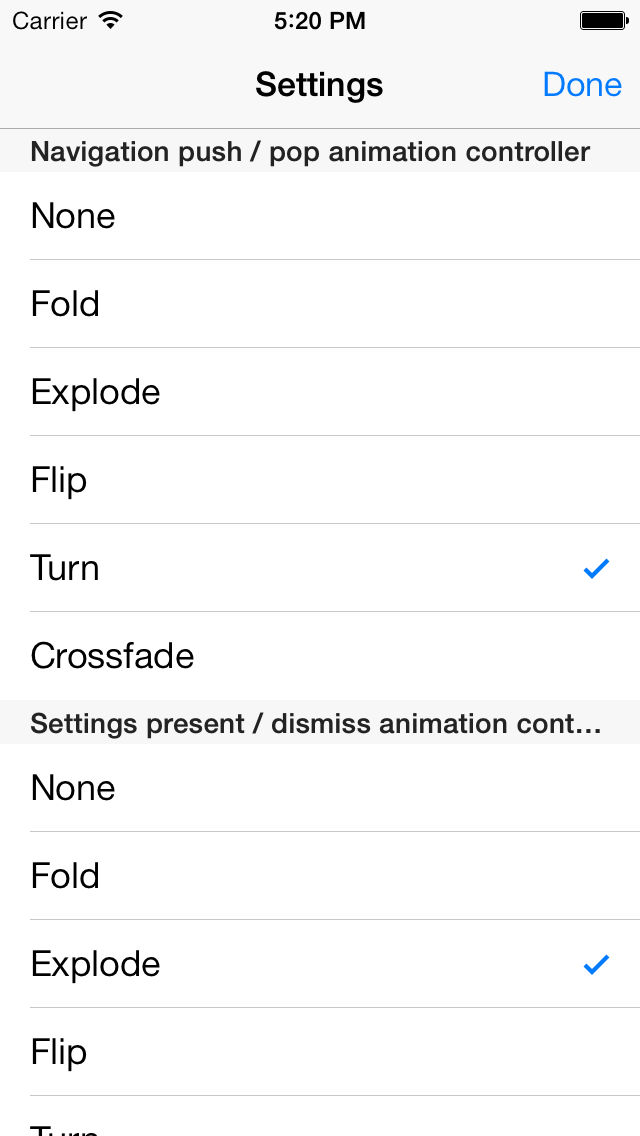 Carrier 5:20 PM
Settings Done
Navigation push / pop animation controller
None
Fold
Explode
Flip
Turn
Crossfade
Settings present / dismiss animation cont...
None
Fold
Explode
Flip
Turn